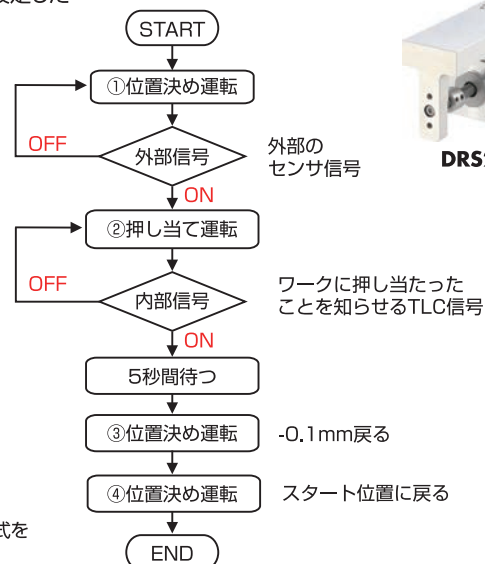 START
①位置決め運転
OFF
外部信号
外部の
センサ信号
ON
②押し当て運転
OFF
内部信号
ワークに押し当たった
ことを知らせるTLC信号
ON
5秒間待つ
③位置決め運転
-0.1mm戻る
④位置決め運転
スタート位置に戻る
式を
END
DRS